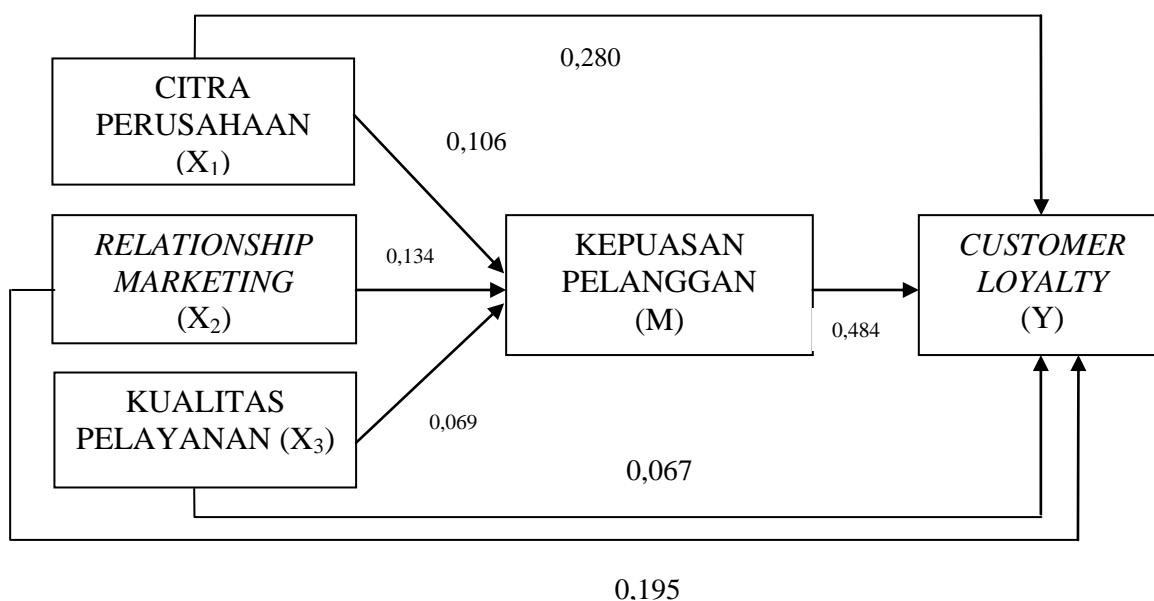 0,280
CITRA
PERUSAHAAN
(X₁)
0,106
RELATIONSHIP
MARKETING
(X₂)
0,134
KEPUASAN
PELANGGAN
(M)
0,484
CUSTOMER
LOYALTY
(Y)
KUALITAS
PELAYANAN (X₃)
0,069
0,067
0,195